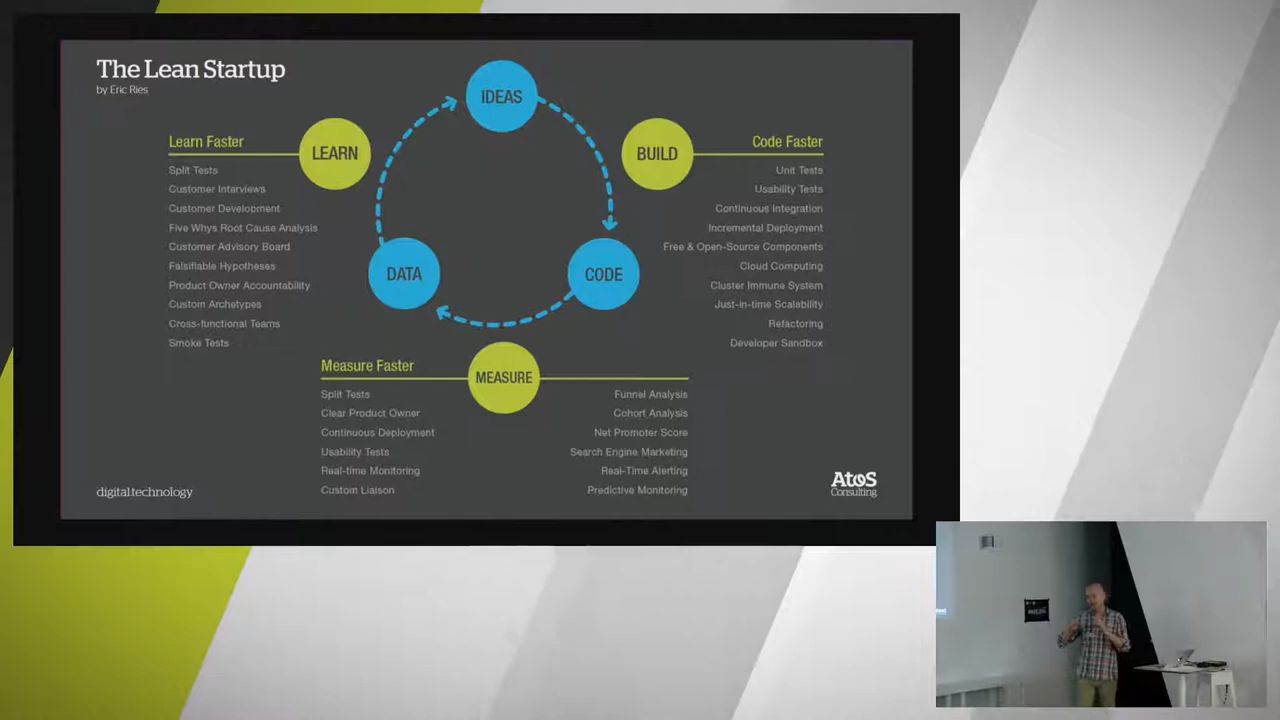 The Lean Startup
by Eric Ries
IDEAS
LEARN
BUILD
DATA
CODE
MEASURE
Learn Faster
Split Tests
Customer Interviews
Customer Development
Five Whys Root Cause Analysis
Customer Advisory Board
Falsifiable Hypotheses
Product Owner Accountability
Custom Archetypes
Cross-functional Teams
Smoke Tests
Code Faster
Unit Tests
Usability Tests
Continuous Integration
Incremental Deployment
Free & Open-Source Components
Cloud Computing
Cluster Immune System
Just-in-time Scalability
Refactoring
Developer Sandbox
Measure Faster
Split Tests
Clear Product Owner
Continuous Deployment
Usability Tests
Real-time Monitoring
Custom Liaison
Funnel Analysis
Cohort Analysis
Net Promoter Score
Search Engine Marketing
Real-Time Alerting
Predictive Monitoring
digital.technology
Atos
Consulting